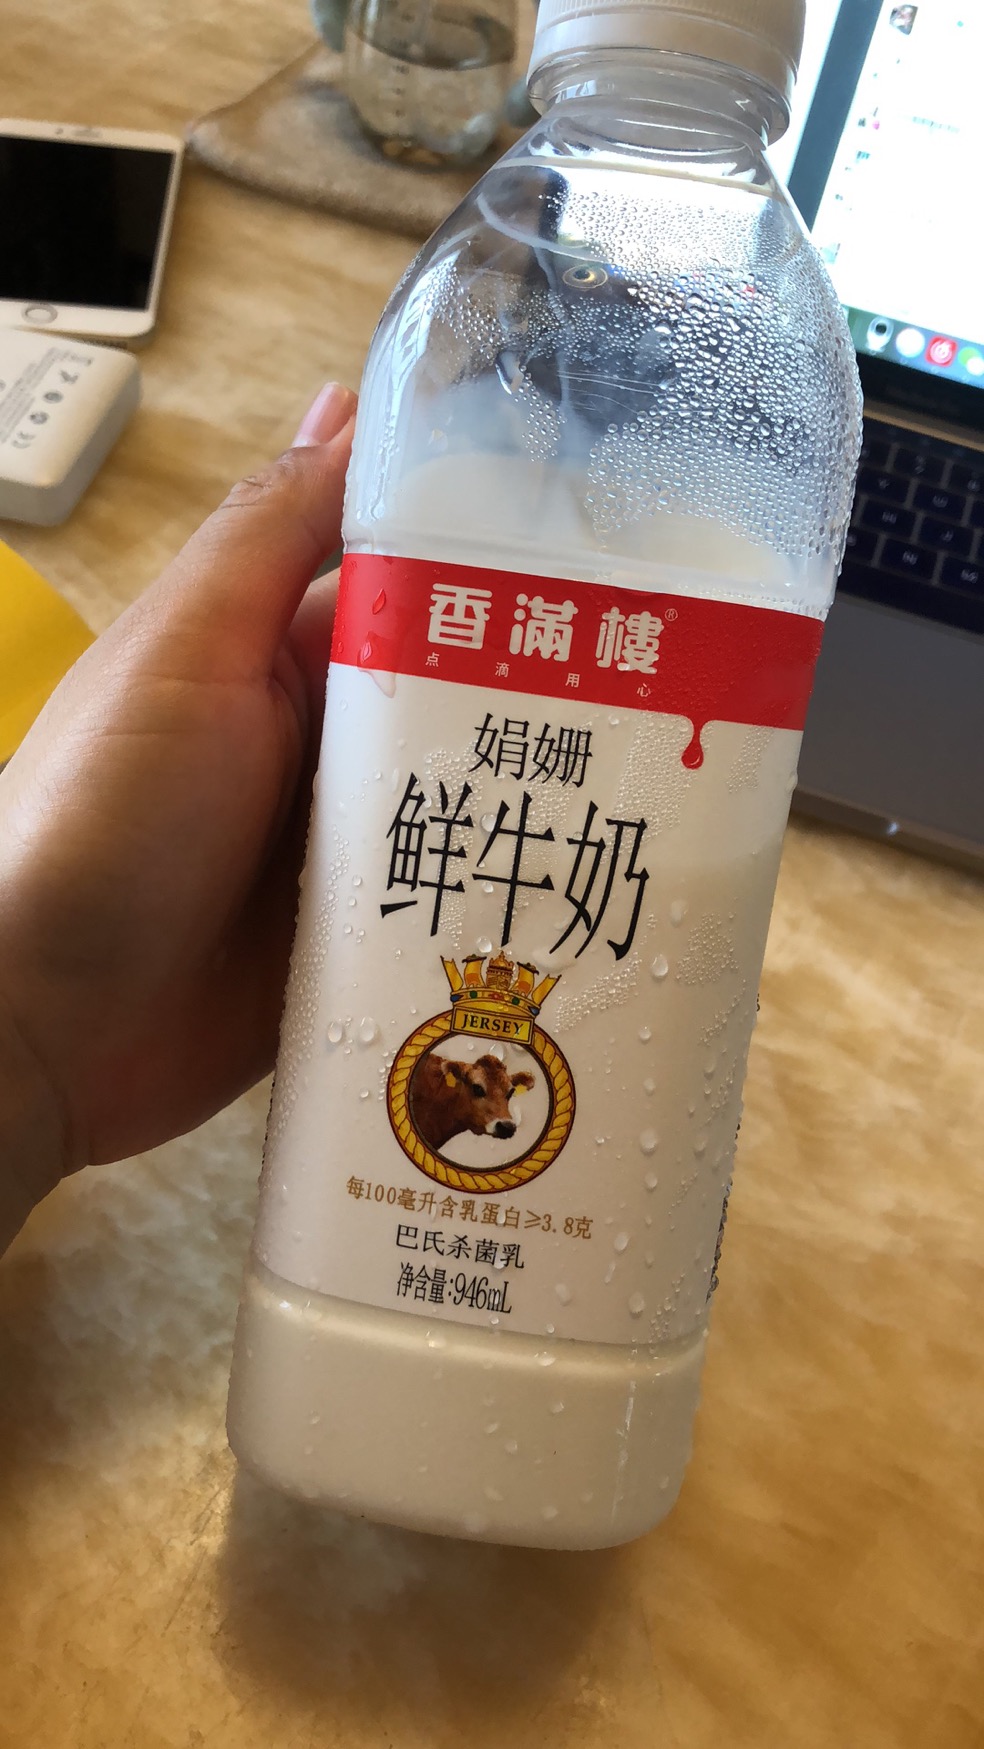 香滿樓®
点滴用心
娟姗
鲜牛奶
JERSEY
每100毫升含乳蛋白≥3.8克
巴氏杀菌乳
净含量:946mL